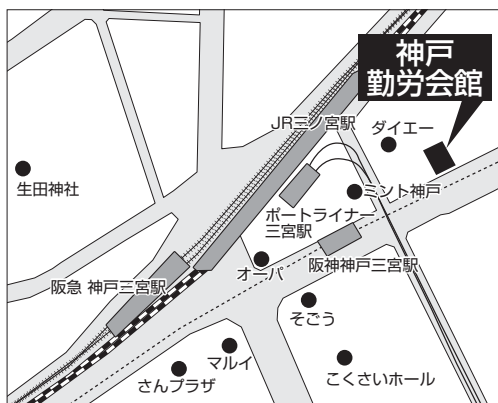 神戸
勤労会館
JR三ノ宮駅
ダイエー
生田神社
ミント神戸
ポートライナー
三宮駅
阪急 神戸三宮駅
オーパ
阪神神戸三宮駅
そごう
マルイ
さんプラザ
こくさいホール